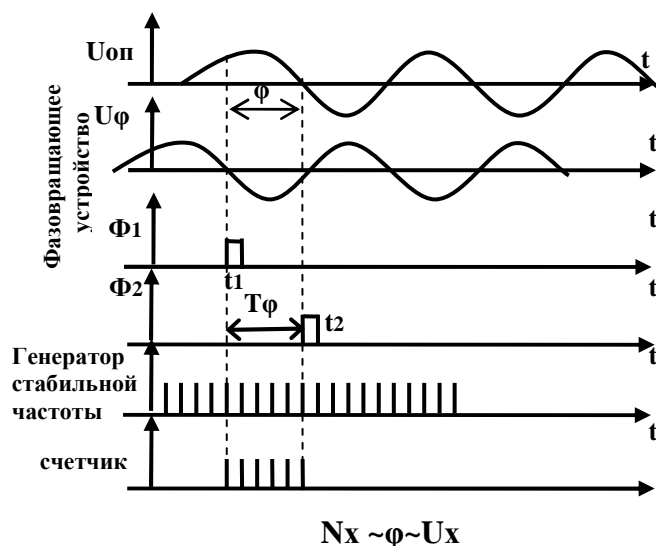 Uоп
t
φ
Uφ
t
Фазовращающее
устройство
t
Ф1
t1
t
Ф2
Tφ
t2
t
Генератор
стабильной
частоты
t
счетчик
Nx ~φ~Ux